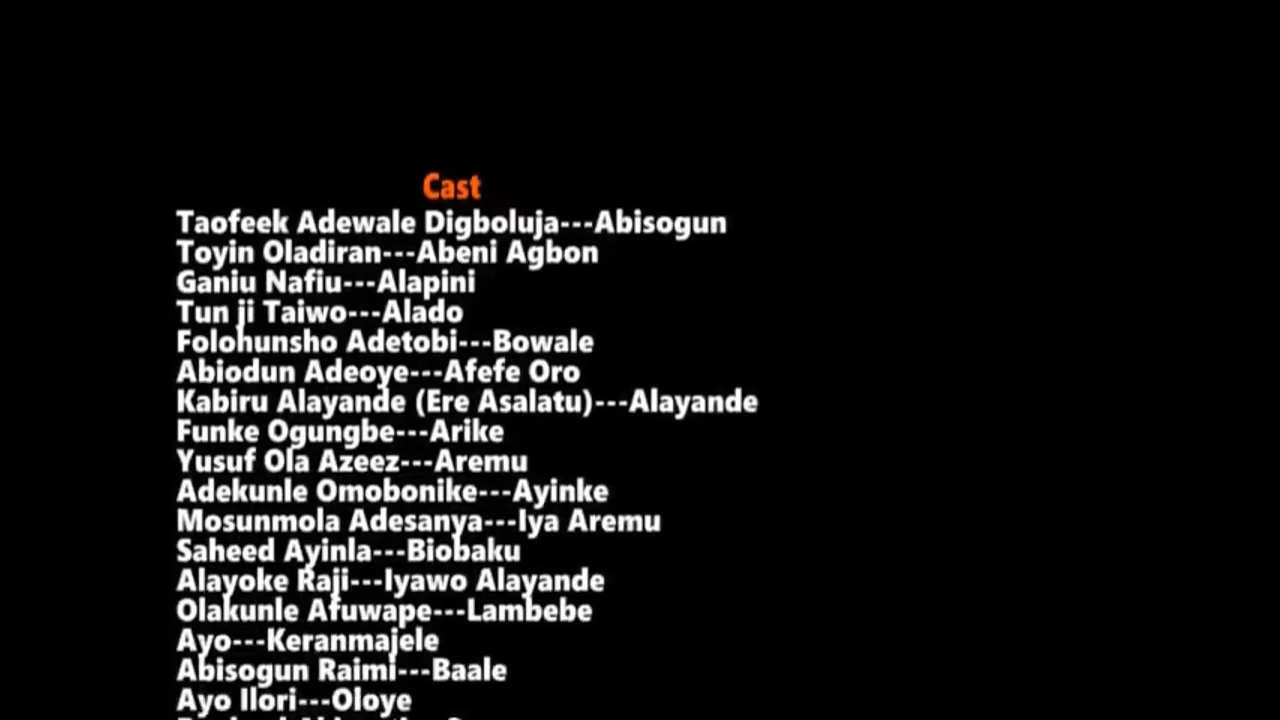 Cast
Taofeek Adewale Digboluja---Abisogun
Toyin Oladiran---Abeni Agbon
Ganiu Nafiu---Alapini
Tun ji Taiwo---Alado
Folohunsho Adetobi---Bowale
Abiodun Adeoye---Afefe Oro
Kabiru Alayande (Ere Asalatu)---Alayande
Funke Ogungbe---Arike
Yusuf Ola Azeez---Aremu
Adekunle Omobonike---Ayinke
Mosunmola Adesanya---Iya Aremu
Saheed Ayinla---Biobaku
Alayoke Raji---Iyawo Alayande
Olakunle Afuwape---Lambebe
Ayo---Keranmajele
Abisogun Raimi---Baale
Ayo Ilori---Oloye